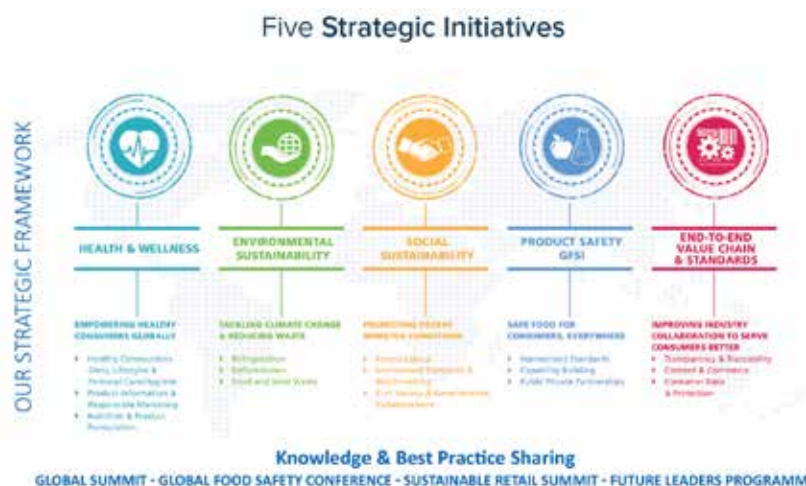 Five Strategic Initiatives
OUR STRATEGIC FRAMEWORK
HEALTH & WELLNESS
ENVIRONMENTAL
SUSTAINABILITY
SOCIAL
SUSTAINABILITY
PRODUCT SAFETY
GFSI
END-TO-END
VALUE CHAIN
& STANDARDS
EMPOWERING HEALTHY
CONSUMERS GLOBALLY
Healthy Communities
Diets, Lifestyles &
Personal Care/Hygiene
Product Information &
Responsible Marketing
Nutrition & Product
Formulation
TACKLING CLIMATE CHANGE
& REDUCING WASTE
Refrigeration
Deforestation
Food and Solid Waste
PROMOTING DECENT
CONDITIONS
Forced Labour
SAFE FOOD FOR
CONSUMERS, EVERYWHERE
Harmonised Standards
Capability Building
Public Private Partnerships
IMPROVING INDUSTRY
COLLABORATION TO SERVE
CONSUMERS BETTER
Transparency & Traceability
Content & Commerce
Consumer Data
& Protection
Knowledge & Best Practice Sharing
GLOBAL SUMMIT - GLOBAL FOOD SAFETY CONFERENCE - SUSTAINABLE RETAIL SUMMIT - FUTURE LEADERS PROGRAMM